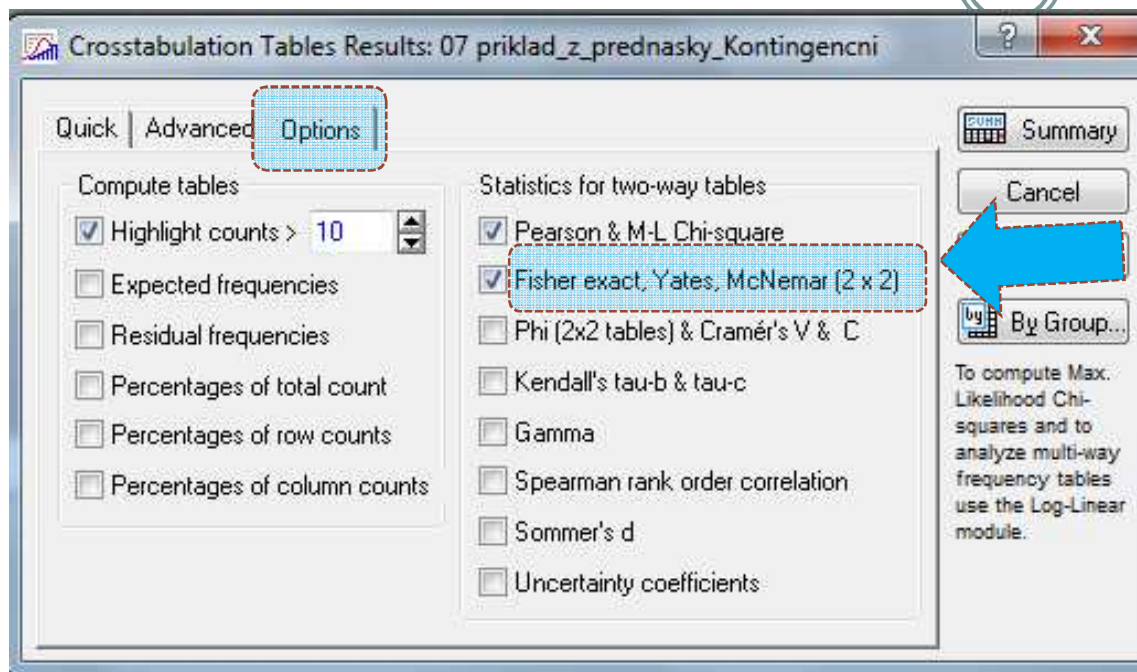 Crosstabulation Tables Results: 07 priklad_z_prednasky_Kontingencni
? x
Quick Advanced Options
Compute tables
Highlight counts > 10
Expected frequencies
Residual frequencies
Percentages of total count
Percentages of row counts
Percentages of column counts
Statistics for two-way tables
Pearson & M-L Chi-square
Fisher exact, Yates, McNemar (2 x 2)
Phi (2x2 tables) & Cramér's V & C
Kendall's tau-b & tau-c
Gamma
Spearman rank order correlation
Sommer's d
Uncertainty coefficients
SUMM Summary
Cancel
by By Group...
To compute Max.
Likelihood Chi-
squares and to
analyze multi-way
frequency tables
use the Log-Linear
module.